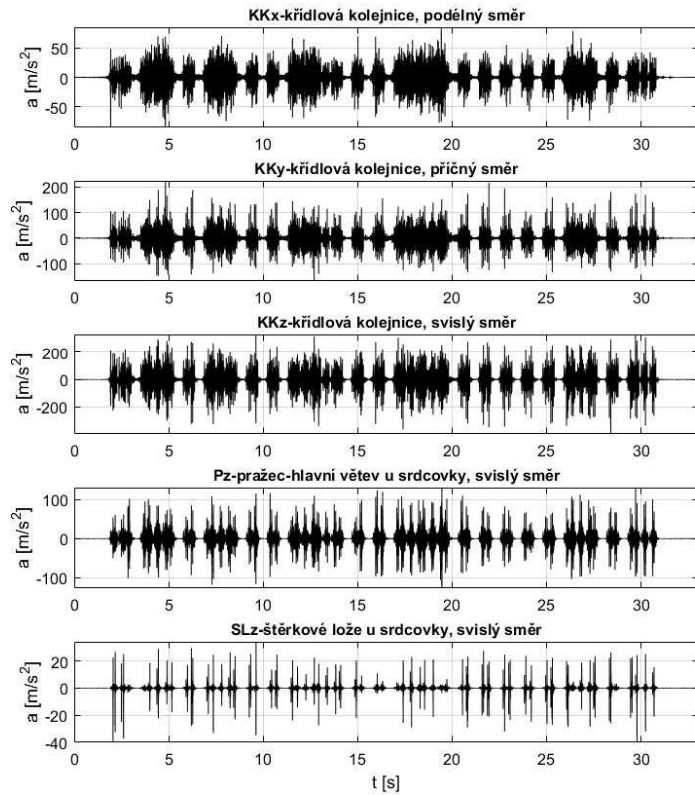 KKx-křídlová kolejnice, podélný směr
50
0
-50
a [m/s²]
0 5 10 15 20 25 30
KKy-křídlová kolejnice, příčný směr
200
100
0
-100
a [m/s²]
0 5 10 15 20 25 30
KKz-křídlová kolejnice, svislý směr
200
0
-200
a [m/s²]
0 5 10 15 20 25 30
Pz-pražec-hlavní větev u srdcovky, svislý směr
100
0
-100
a [m/s²]
0 5 10 15 20 25 30
SLz-štěrkové lože u srdcovky, svislý směr
20
0
-20
-40
a [m/s²]
0 5 10 15 20 25 30
t [s]